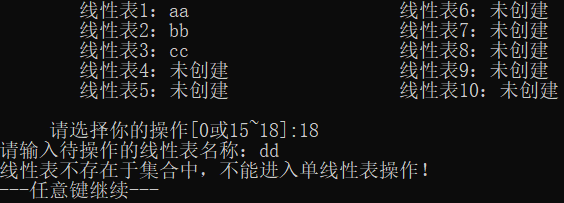 线性表1：aa 线性表6：未创建
线性表2：bb 线性表7：未创建
线性表3：cc 线性表8：未创建
线性表4：未创建 线性表9：未创建
线性表5：未创建 线性表10：未创建
请选择你的操作[0或15~18]:18
请输入待操作的线性表名称：dd
线性表不存在于集合中，不能进入单线性表操作！
---任意键继续---